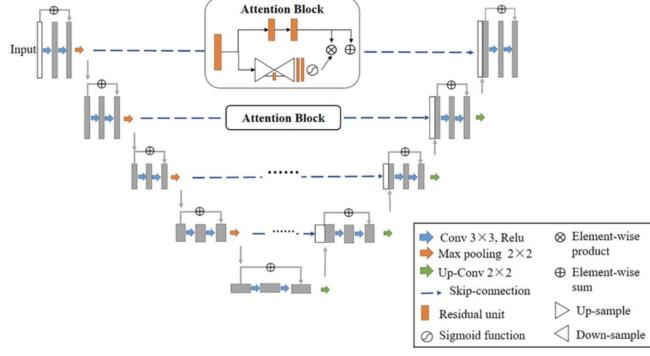 Attention Block
Input
Attention Block
......
......
Conv 3×3, Relu
Max pooling 2×2
Up-Conv 2×2
Skip-connection
Residual unit
Sigmoid function
Element-wise
product
Element-wise
sum
Up-sample
Down-sample